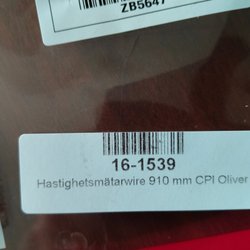 ZB5647
16-1539
Hastighetsmätarwire 910 mm CPI Oliver